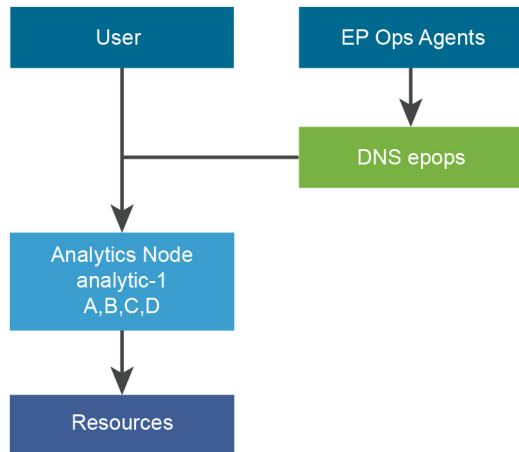 User
EP Ops Agents
DNS epops
Analytics Node
analytic-1
A,B,C,D
Resources